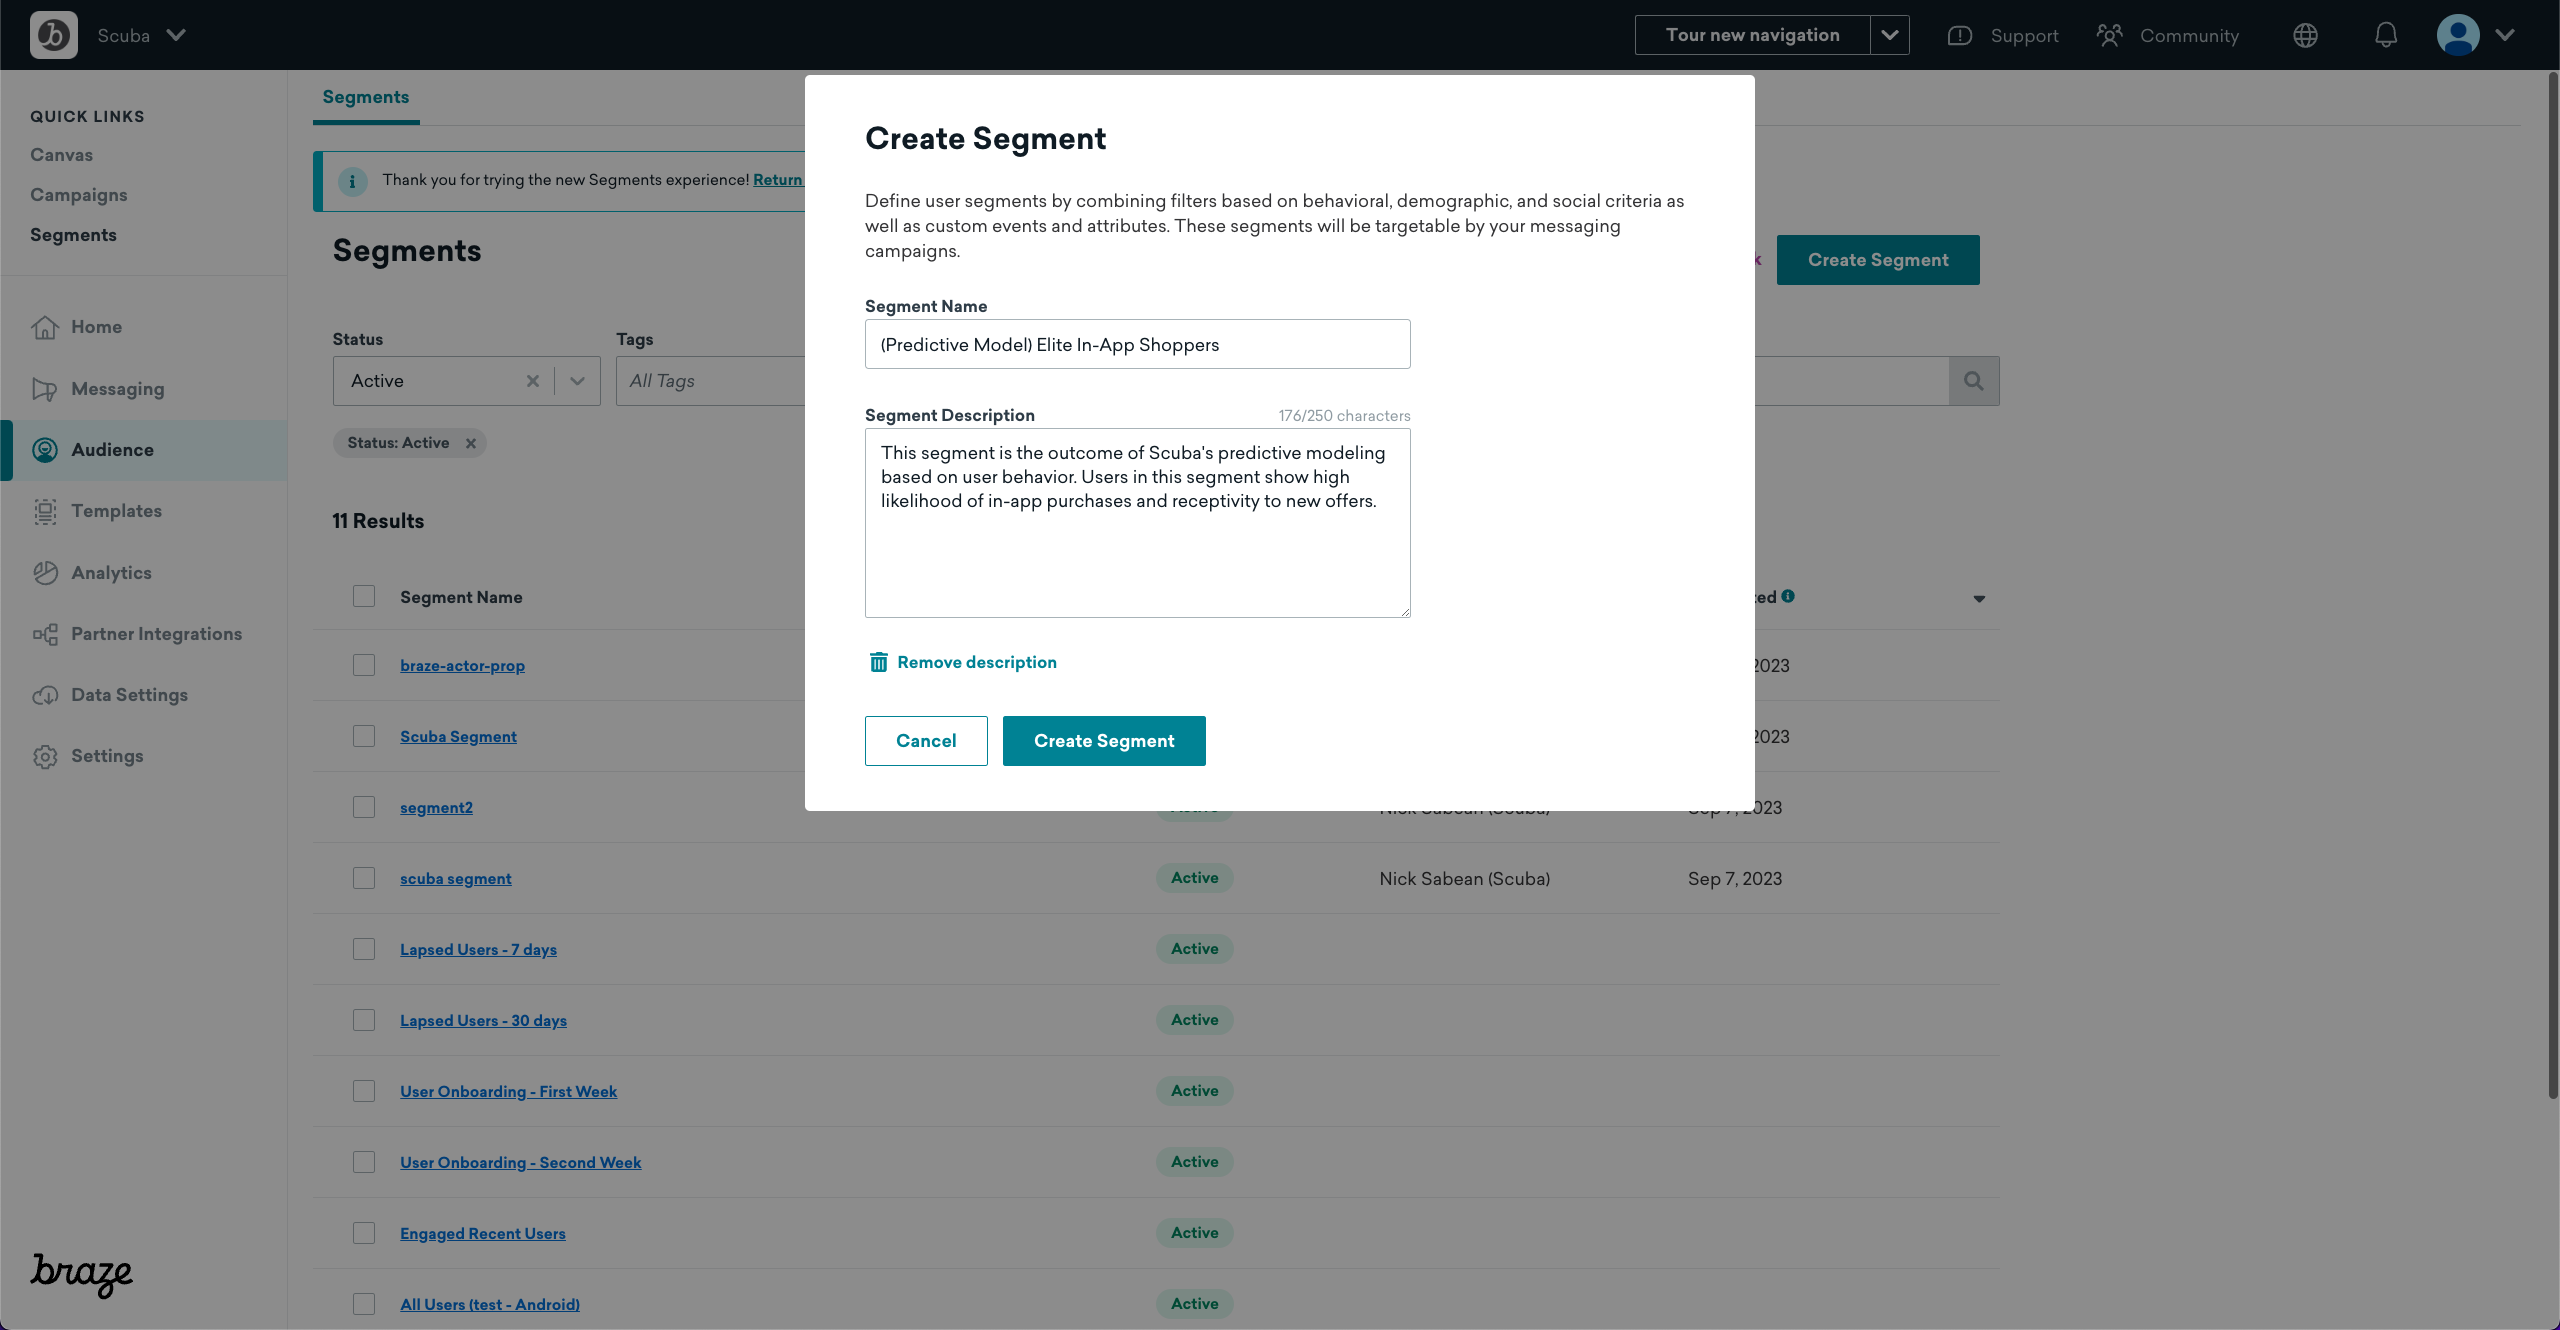 Scuba
Tour new navigation
Support
Community
QUICK LINKS
Canvas
Campaigns
Segments
Home
Messaging
Audience
Templates
Analytics
Partner Integrations
Data Settings
Settings
braze
Segments
Thank you for trying the new Segments experience! Return
Segments
Create Segment
Status
Tags
Active
All Tags
Status: Active
11 Results
Segment Name
braze-actor-prop
2023
Scuba Segment
2023
segment2
Nick Sabean (Scuba)
Sep 7, 2023
scuba segment
Active
Nick Sabean (Scuba)
Sep 7, 2023
Lapsed Users - 7 days
Active
Lapsed Users - 30 days
Active
User Onboarding - First Week
Active
User Onboarding - Second Week
Active
Engaged Recent Users
Active
All Users (test - Android)
Active
Create Segment
Define user segments by combining filters based on behavioral, demographic, and social criteria as
well as custom events and attributes. These segments will be targetable by your messaging
campaigns.
Segment Name
(Predictive Model) Elite In-App Shoppers
Segment Description
176/250 characters
This segment is the outcome of Scuba's predictive modeling
based on user behavior. Users in this segment show high
likelihood of in-app purchases and receptivity to new offers.
Remove description
Cancel
Create Segment